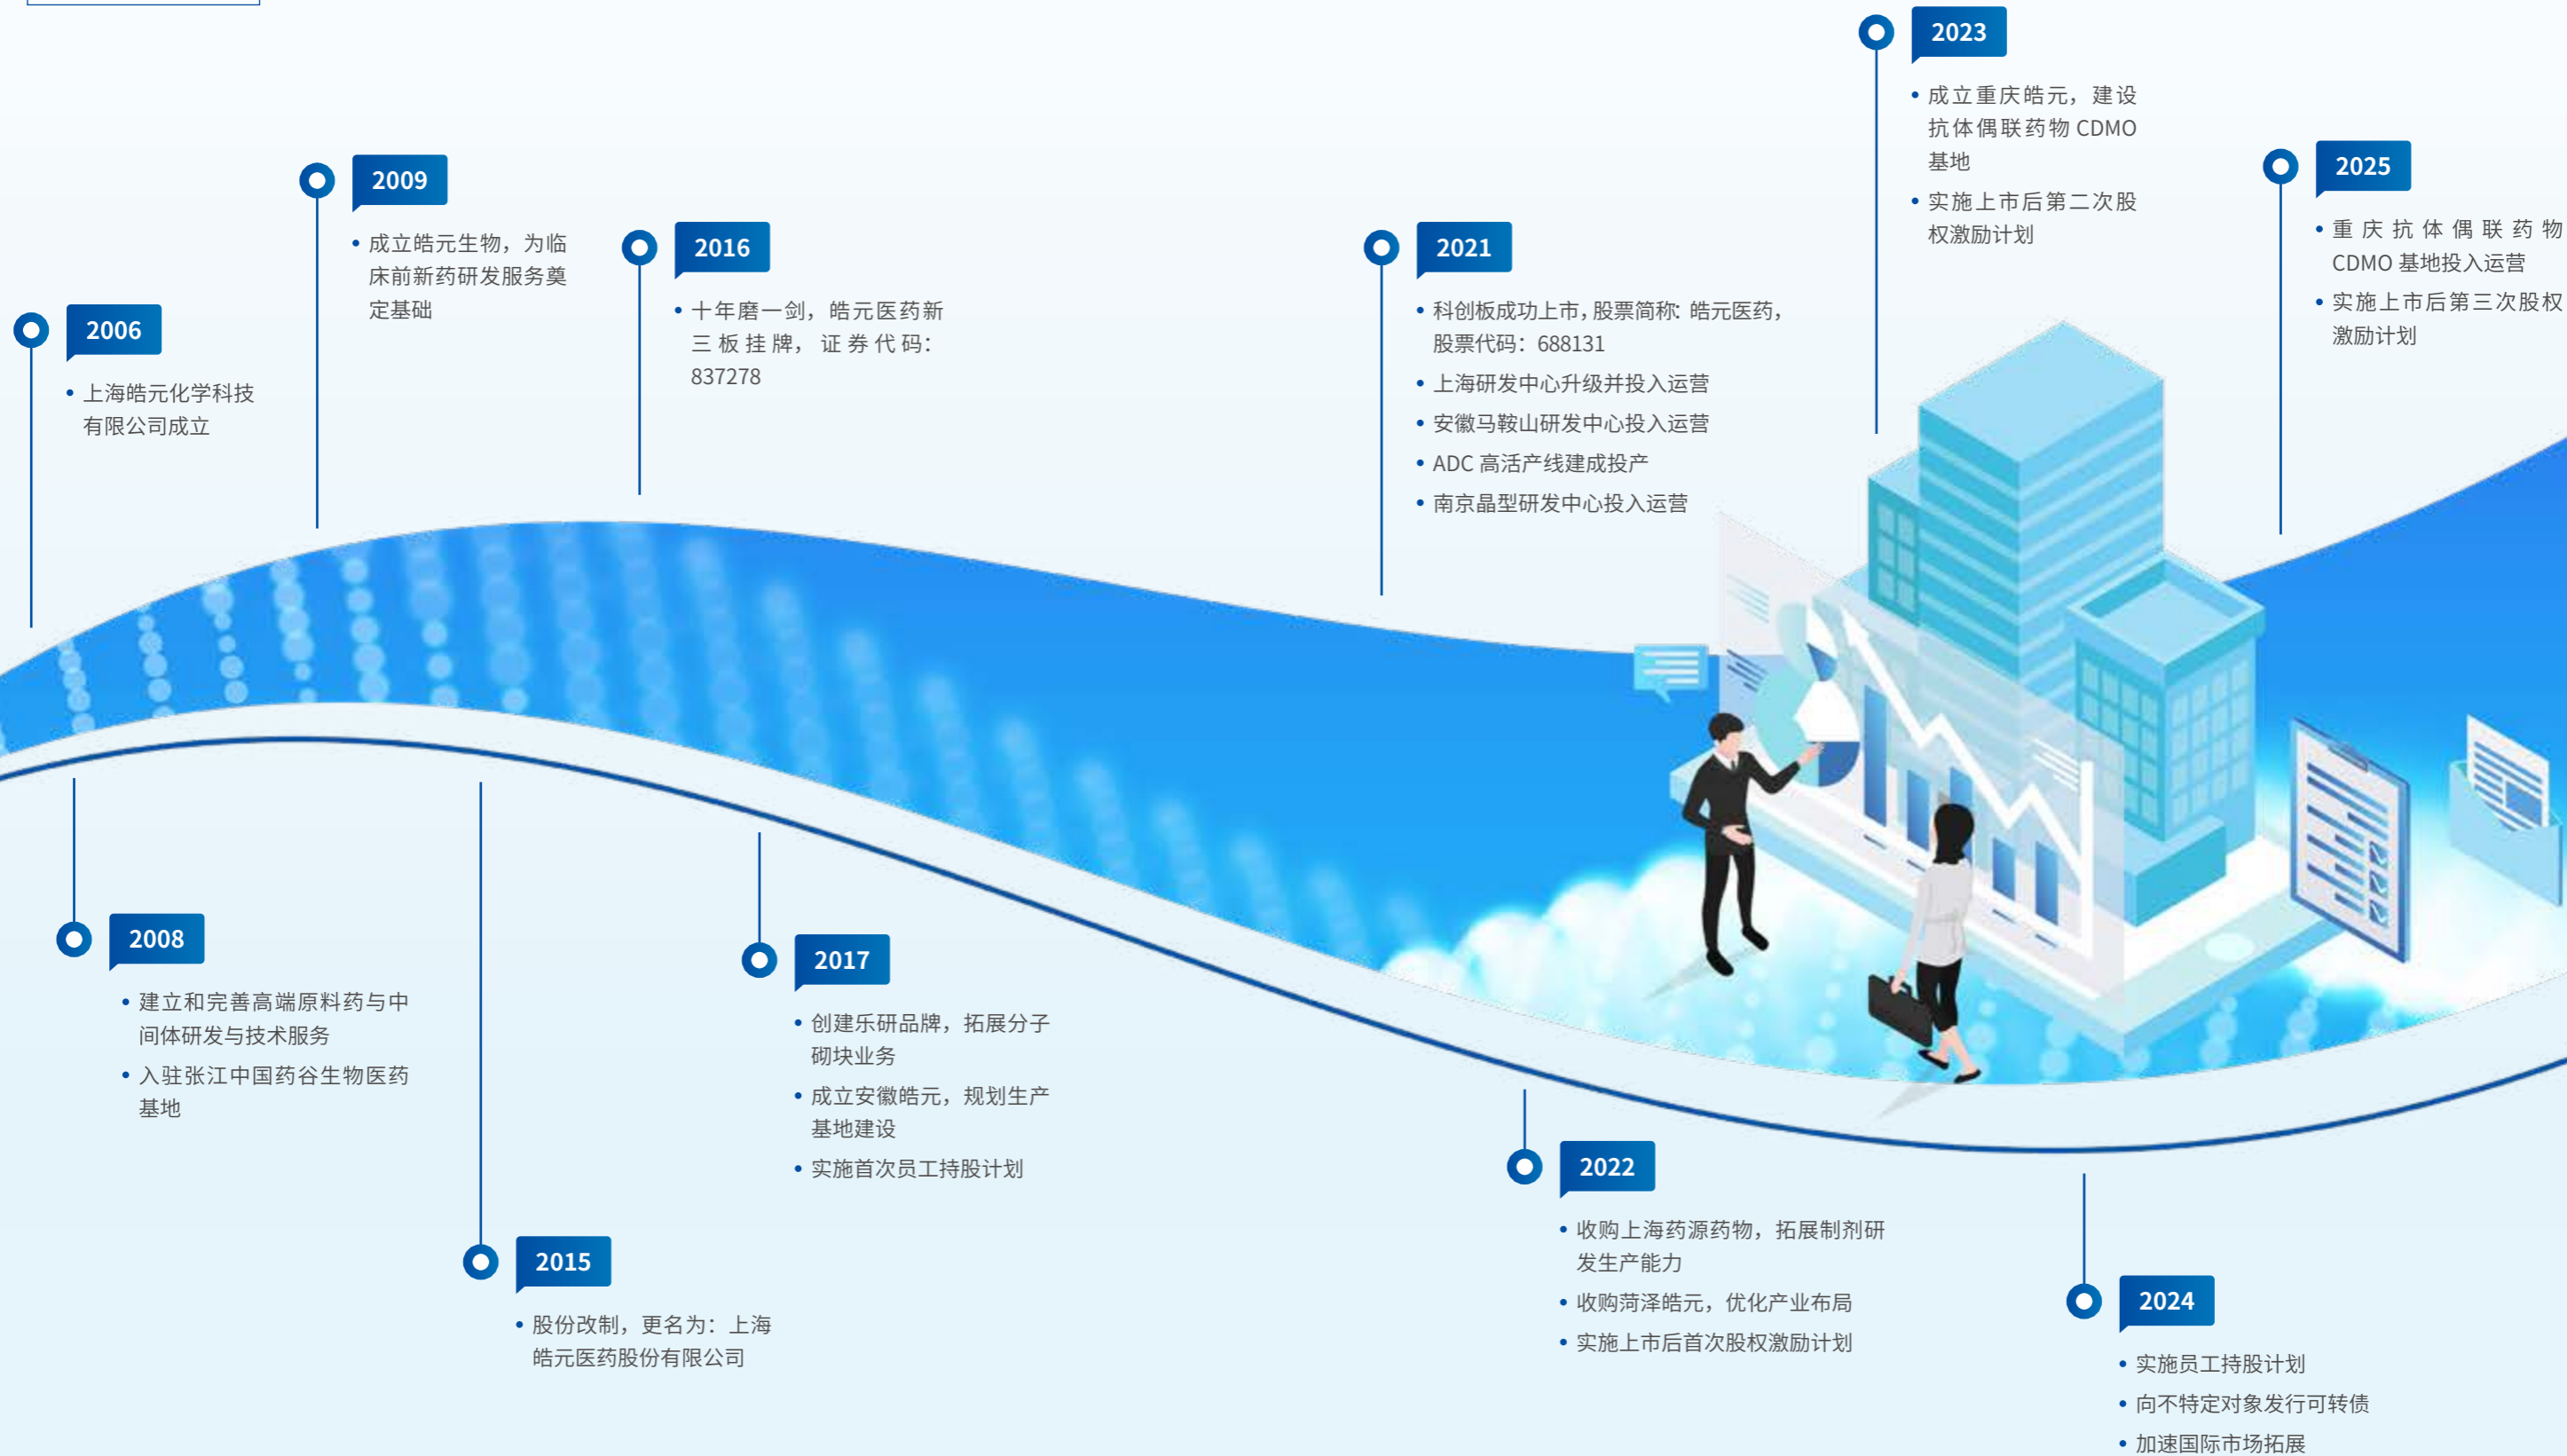 2006
上海皓元化学科技
有限公司成立
2008
建立和完善高端原料药与中
间体研发与技术服务
入驻张江中国药谷生物医药
基地
2009
成立皓元生物，为临
床前新药研发服务奠
定基础
2015
股份改制，更名为：上海
皓元医药股份有限公司
2016
十年磨一剑，皓元医药新
三板挂牌，证券代码：
837278
2017
创建乐研品牌，拓展分子
砌块业务
成立安徽皓元，规划生产
基地建设
实施首次员工持股计划
2021
科创板成功上市，股票简称：皓元医药，
股票代码：688131
上海研发中心升级并投入运营
安徽马鞍山研发中心投入运营
ADC 高活产线建成投产
南京晶型研发中心投入运营
2022
收购上海药源药物，拓展制剂研
发生产能力
收购菏泽皓元，优化产业布局
实施上市后首次股权激励计划
2023
成立重庆皓元，建设
抗体偶联药物 CDMO
基地
实施上市后第二次股
权激励计划
2024
实施员工持股计划
向不特定对象发行可转债
加速国际市场拓展
2025
重庆抗体偶联药物
CDMO 基地投入运营
实施上市后第三次股权
激励计划